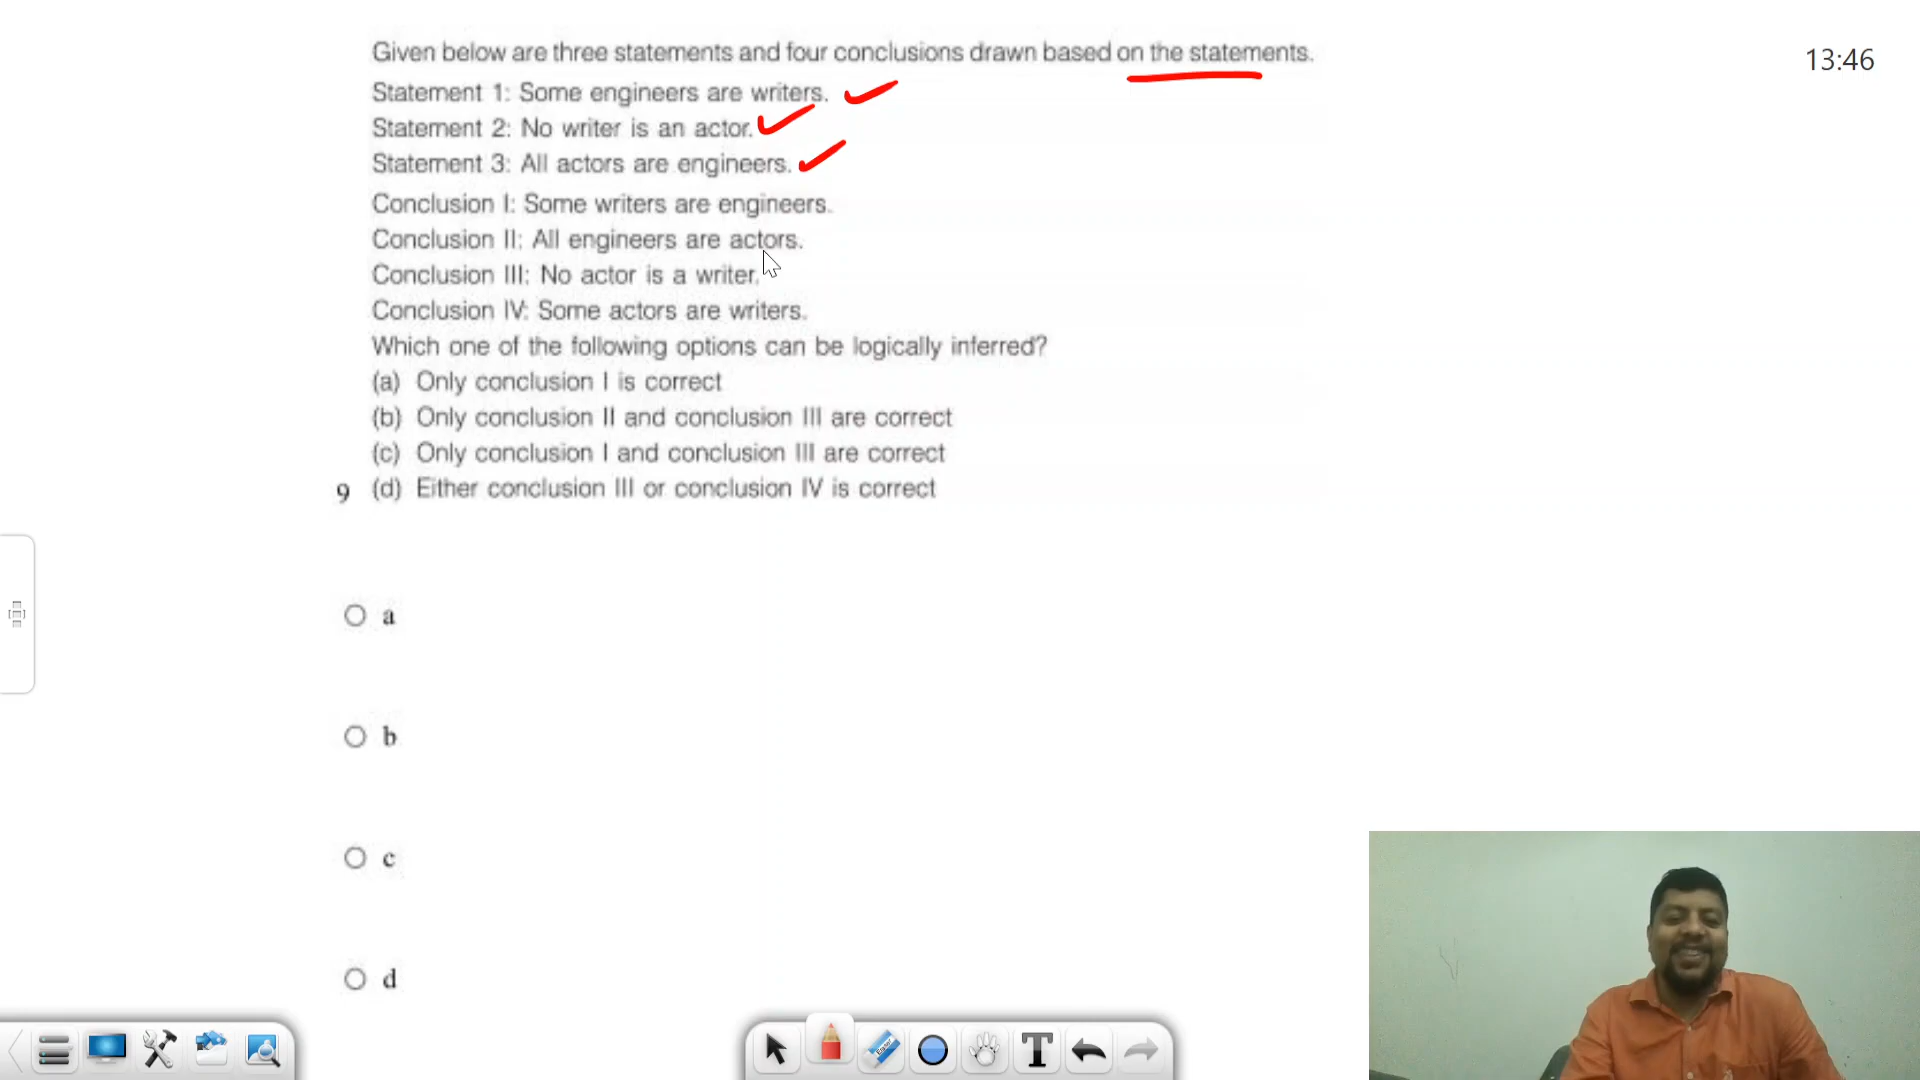 Given below are three statements and four conclusions drawn based on the statements.
13:46
Statement 1: Some engineers are writers.
Statement 2: No writer is an actor.
Statement 3: All actors are engineers.
Conclusion I: Some writers are engineers.
Conclusion II: All engineers are actors.
Conclusion III: No actor is a writer.
Conclusion IV: Some actors are writers.
Which one of the following options can be logically inferred?
(a) Only conclusion I is correct
(b) Only conclusion II and conclusion III are correct
(c) Only conclusion I and conclusion III are correct
9 (d) Either conclusion III or conclusion IV is correct
a
b
c
d
T